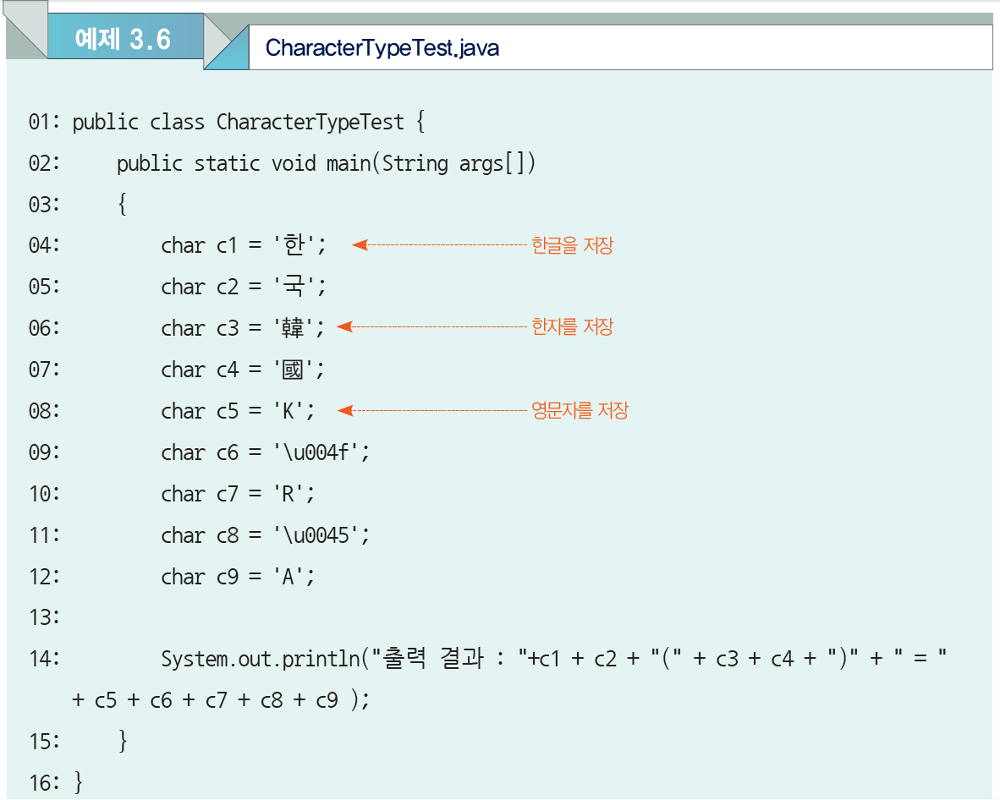 예제 3.6
CharacterTypeTest.java
01: public class CharacterTypeTest {
02:     public static void main(String args[])
03:     {
04:         char c1 = '한'; 한글을 저장
05:         char c2 = '국';
06:         char c3 = '韓'; 한자를 저장
07:         char c4 = '國';
08:         char c5 = 'K'; 영문자를 저장
09:         char c6 = '\u004f';
10:         char c7 = 'R';
11:         char c8 = '\u0045';
12:         char c9 = 'A';
13:
14:         System.out.println("출력 결과 : "+c1 + c2 + "(" + c3 + c4 + ")" + " = "
    + c5 + c6 + c7 + c8 + c9 );
15:     }
16: }